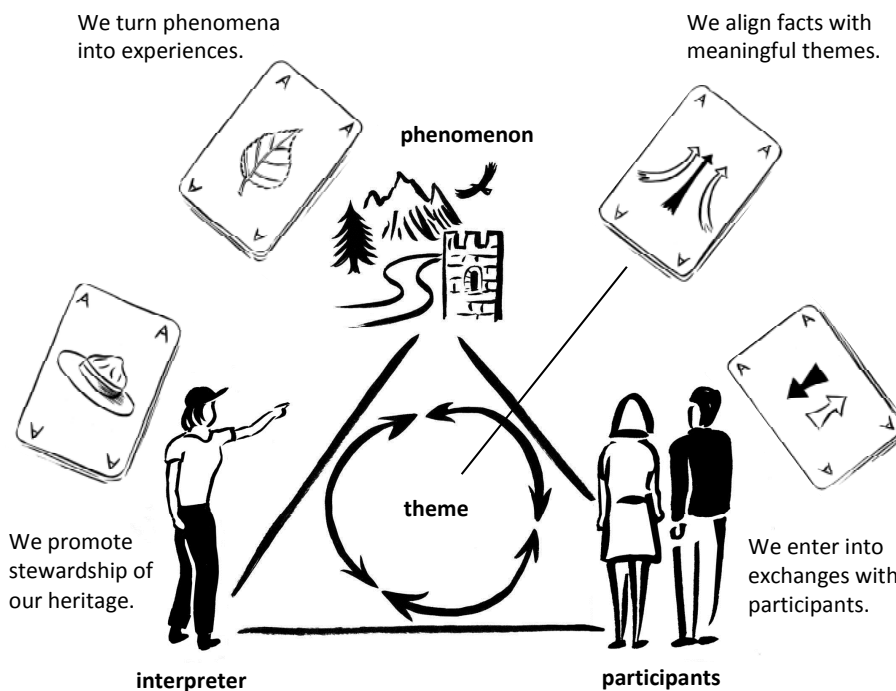 We turn phenomena
into experiences.
We align facts with
meaningful themes.
A
A
A
A
A
A
A
A
phenomenon
A
A
A
A
A
A
A
A
theme
We promote
stewardship of
our heritage.
We enter into
exchanges with
participants.
interpreter
participants